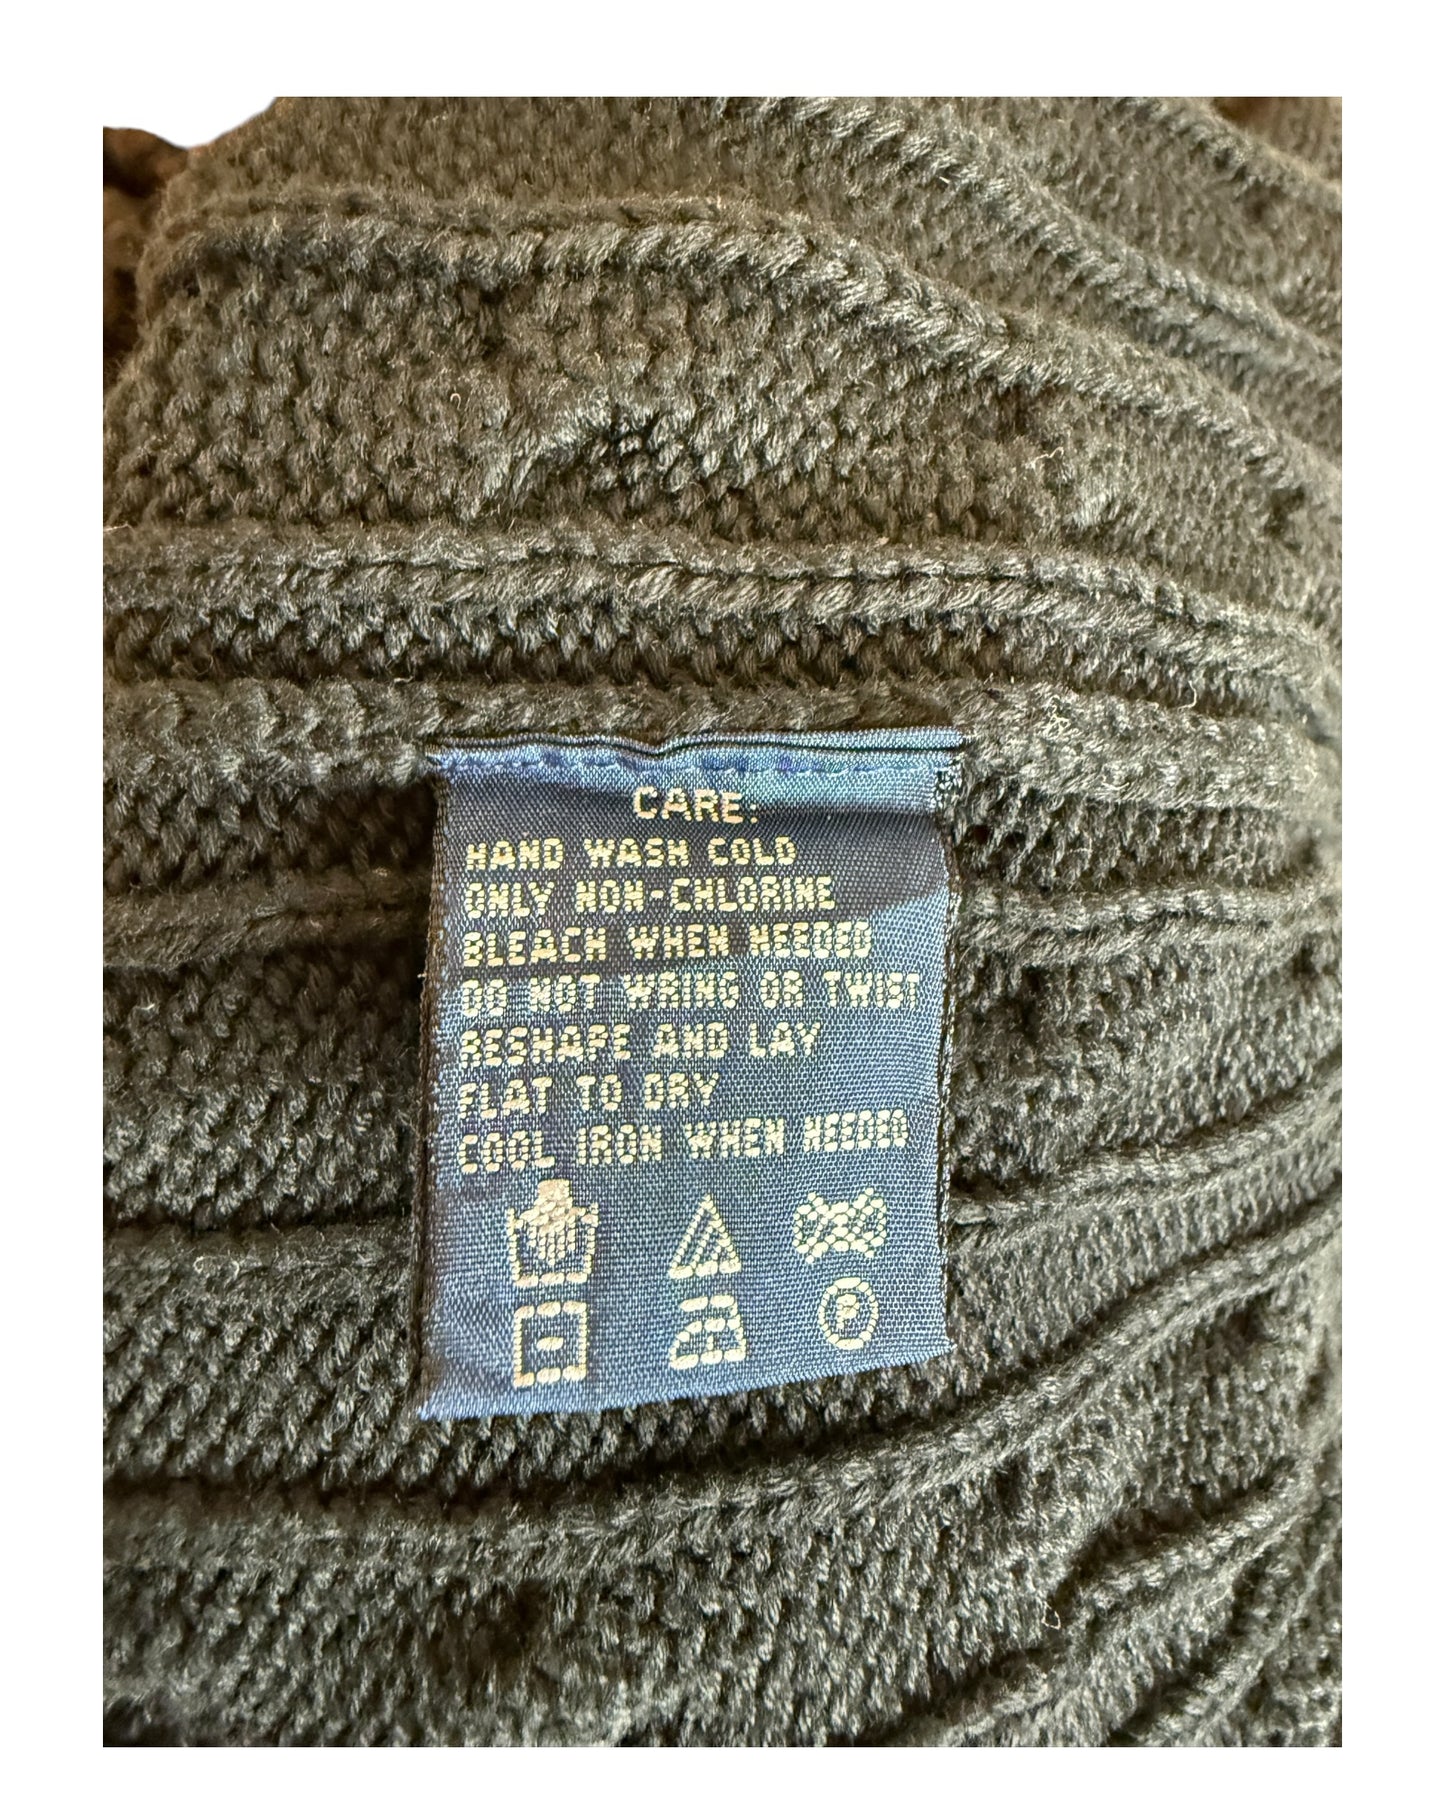 CARE:
HAND WASH COLD
ONLY NON-CHLORINE
BLEACH WHEN NEEDED
DO NOT WRING OR TWIST
RESHAPE AND LAY
FLAT TO DRY
COOL IRON WHEN NEEDED
P